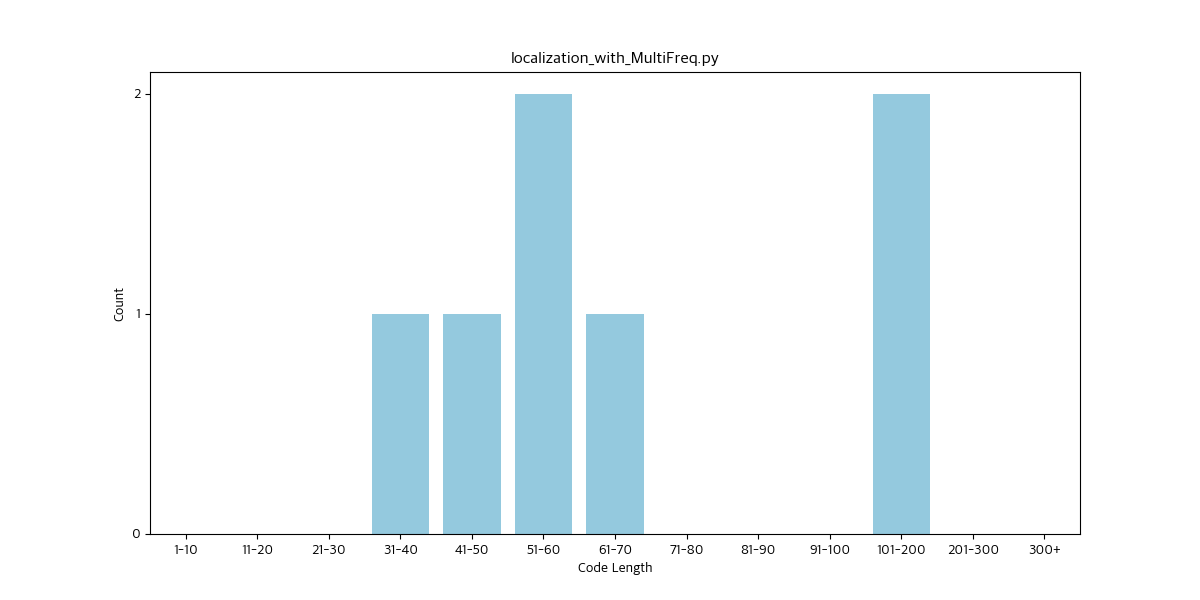 localization_with_MultiFreq.py
2
1
0
Count
1-10 11-20 21-30 31-40 41-50 51-60 61-70 71-80 81-90 91-100 101-200 201-300 300+
Code Length